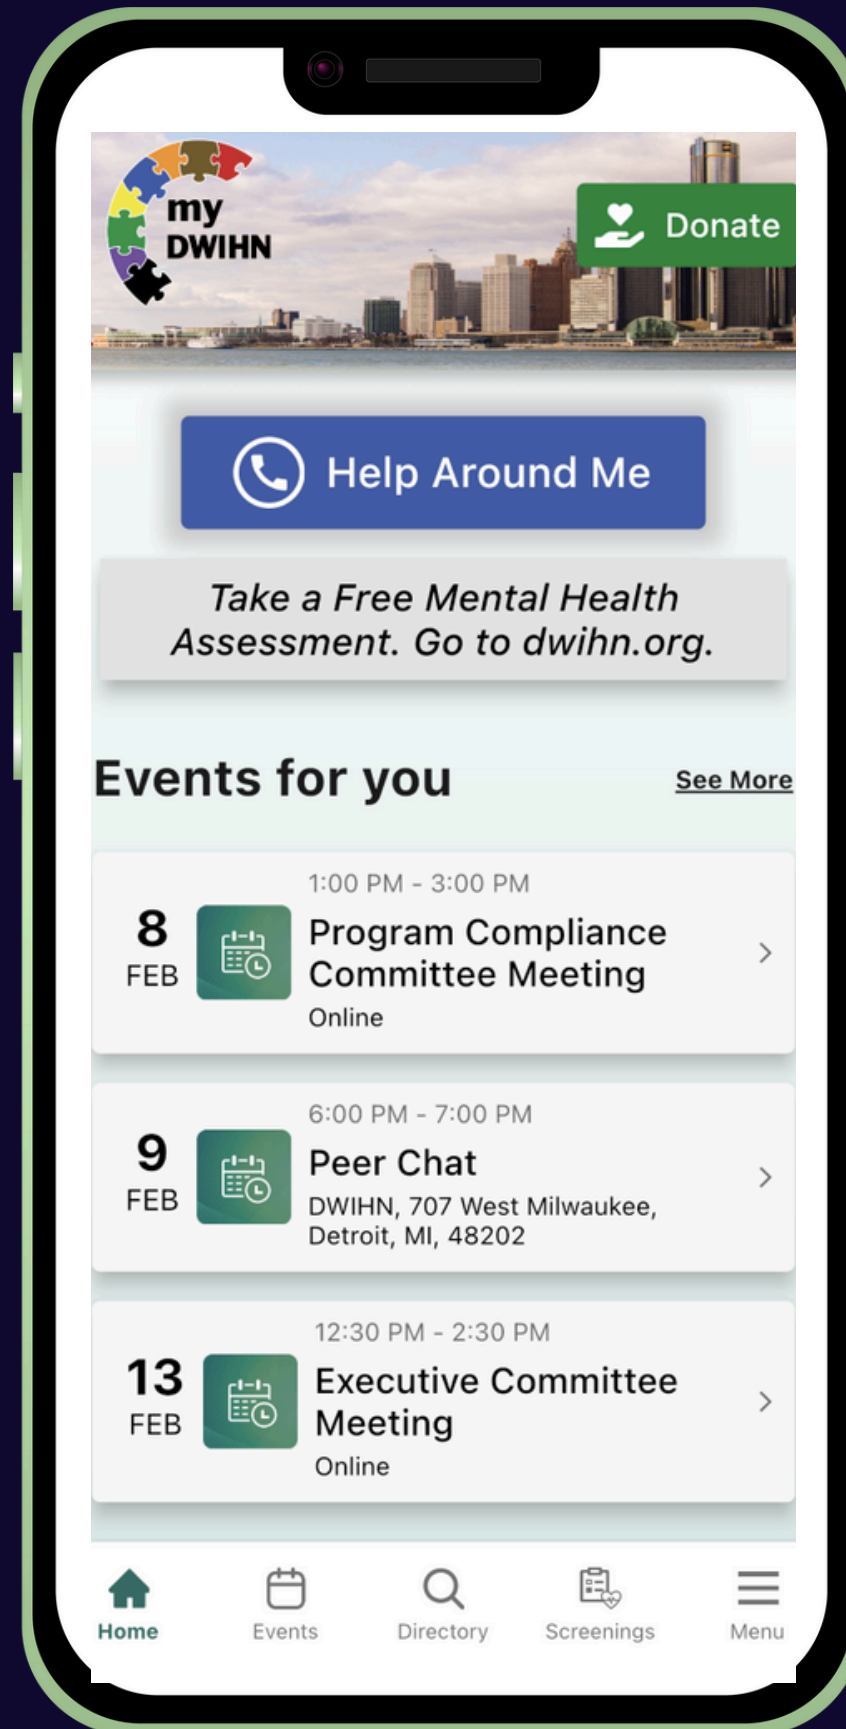 my
DWIHN
Donate
Help Around Me
Take a Free Mental Health
Assessment. Go to dwihn.org.
Events for you
See More
8
FEB
1:00 PM - 3:00 PM
Program Compliance
Committee Meeting
Online
9
FEB
6:00 PM - 7:00 PM
Peer Chat
DWIHN, 707 West Milwaukee,
Detroit, MI, 48202
13
FEB
12:30 PM - 2:30 PM
Executive Committee
Meeting
Online
Home
Events
Directory
Screenings
Menu